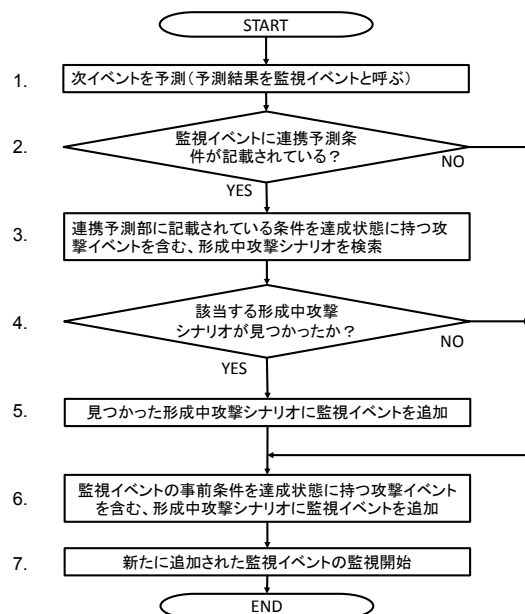 START
1.
次イベントを予測(予測結果を監視イベントと呼ぶ)
2.
監視イベントに連携予測条
件が記載されている?
NO
YES
3.
連携予測部に記載されている条件を達成状態に持つ攻
撃イベントを含む、形成中攻撃シナリオを検索
4.
該当する形成中攻撃
シナリオが見つかったか?
NO
YES
5.
見つかった形成中攻撃シナリオに監視イベントを追加
6.
監視イベントの事前条件を達成状態に持つ攻撃イベント
を含む、形成中攻撃シナリオに監視イベントを追加
7.
新たに追加された監視イベントの監視開始
END